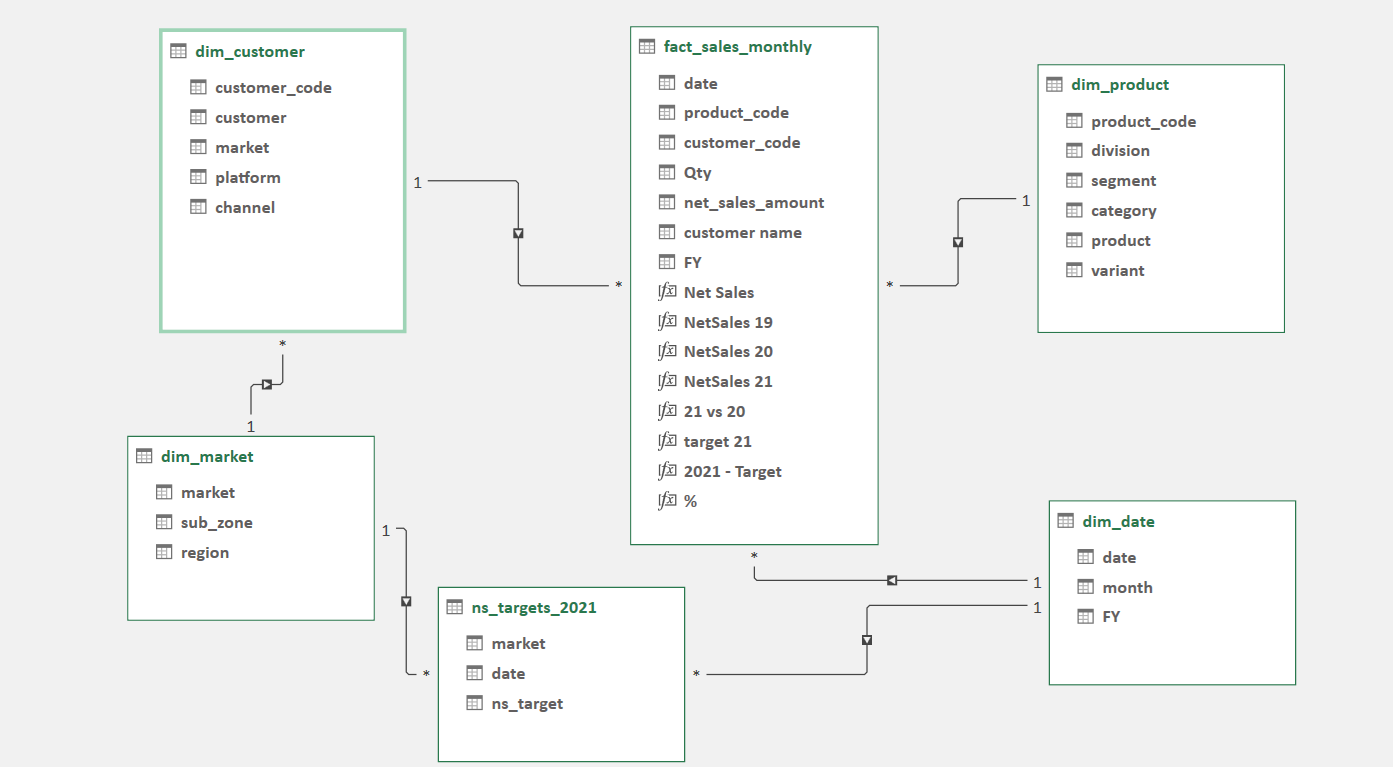 dim_customer
customer_code
customer
market
platform
channel
1
*
*
1
fact_sales_monthly
date
product_code
customer_code
Qty
net_sales_amount
customer name
FY
Net Sales
NetSales 19
NetSales 20
NetSales 21
21 vs 20
target 21
2021 - Target
%
dim_product
product_code
division
segment
category
product
variant
1
*
dim_market
market
sub_zone
region
1
*
ns_targets_2021
market
date
ns_target
*
*
1
1
dim_date
date
month
FY